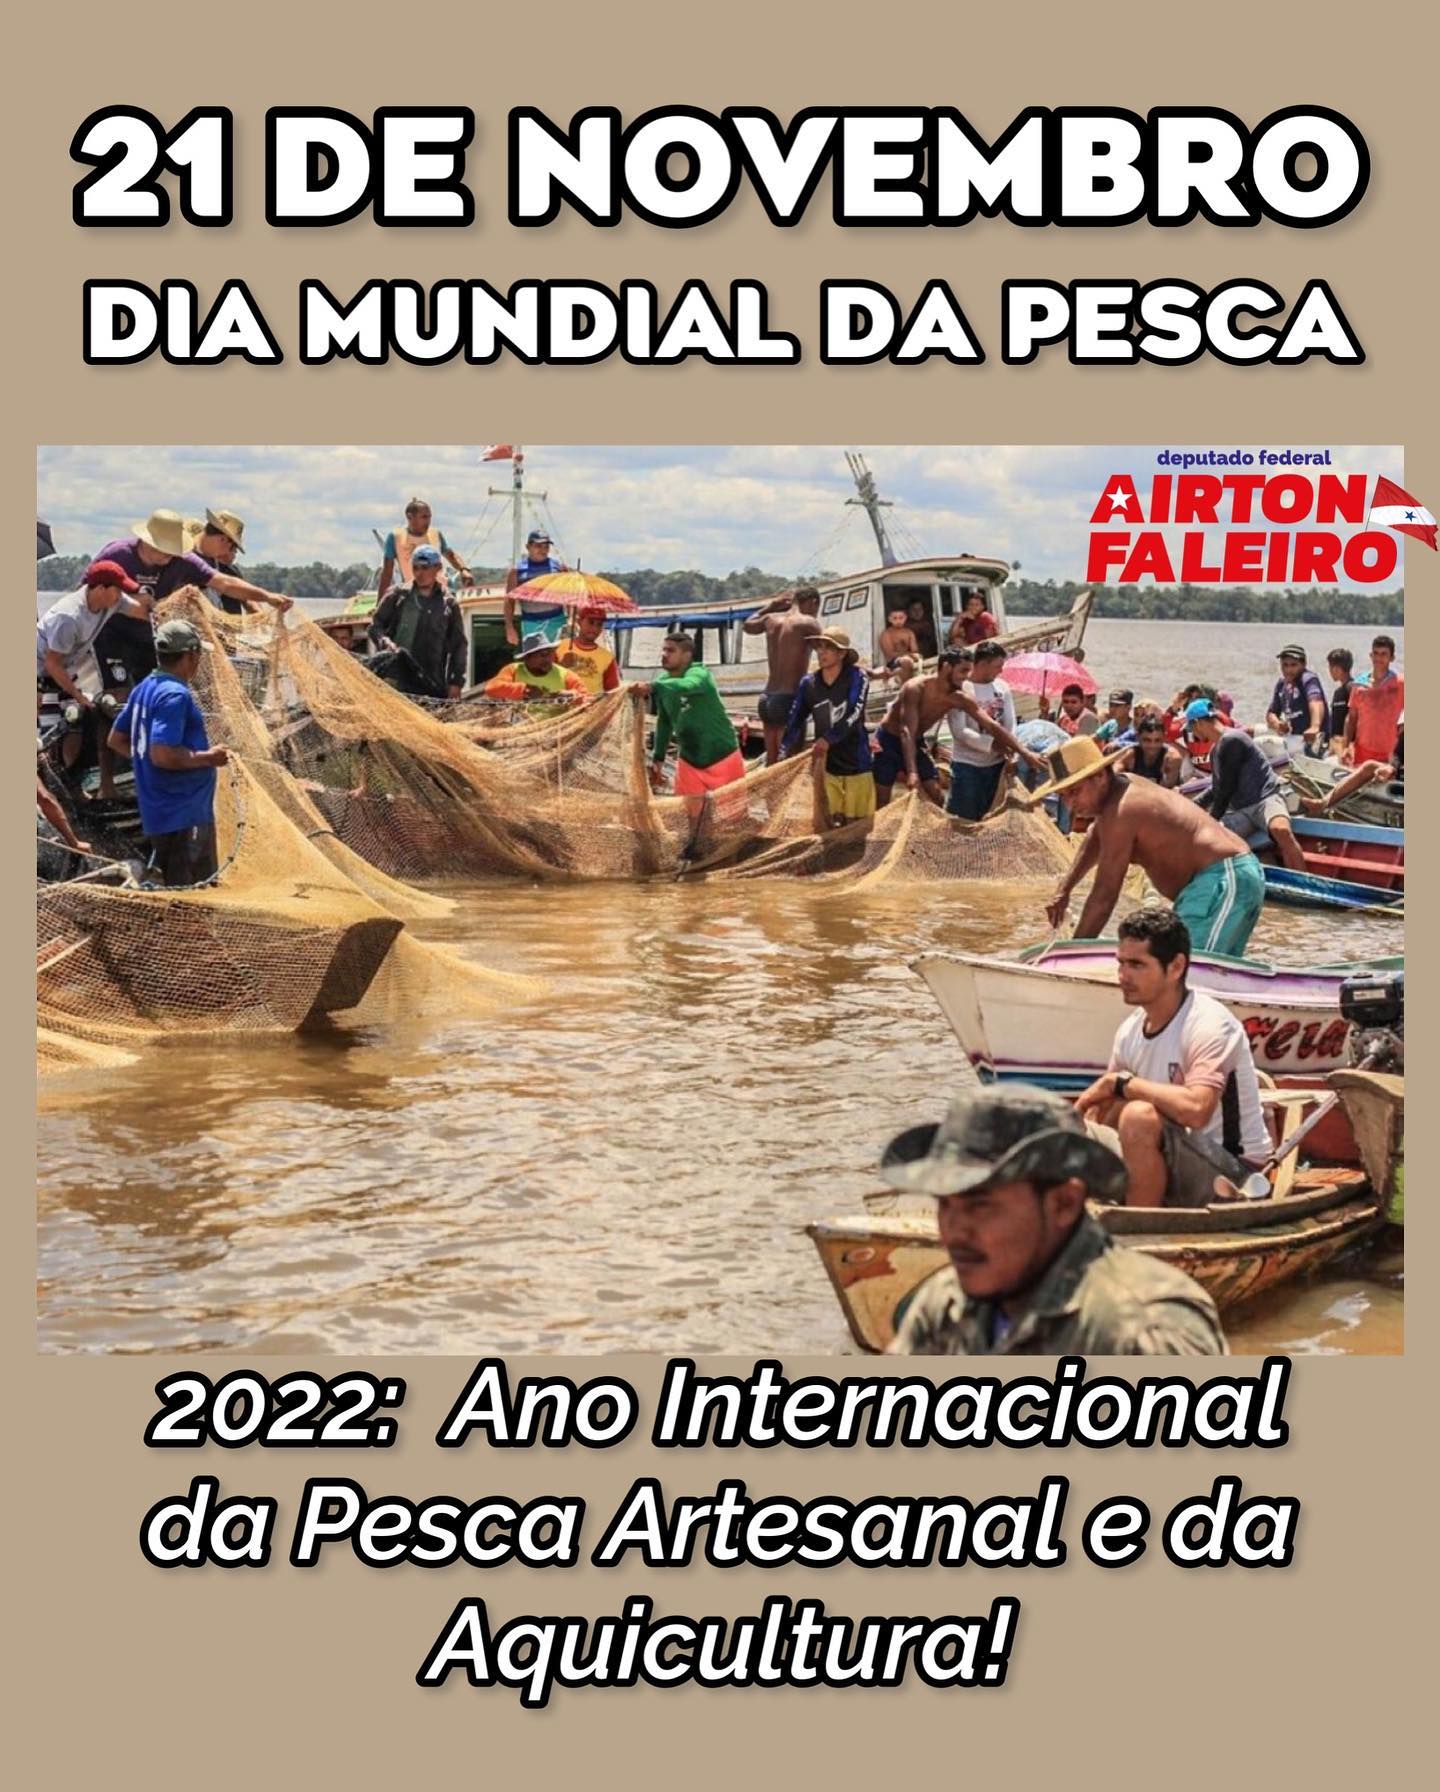 21 DE NOVEMBRO
DIA MUNDIAL DA PESCA
deputado federal
AIRTON
FALEIRO
2022: Ano Internacional
da Pesca Artesanal e da
Aquicultura!